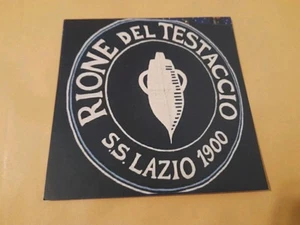 RIONE DEL TESTACCIO
S.S. LAZIO 1900